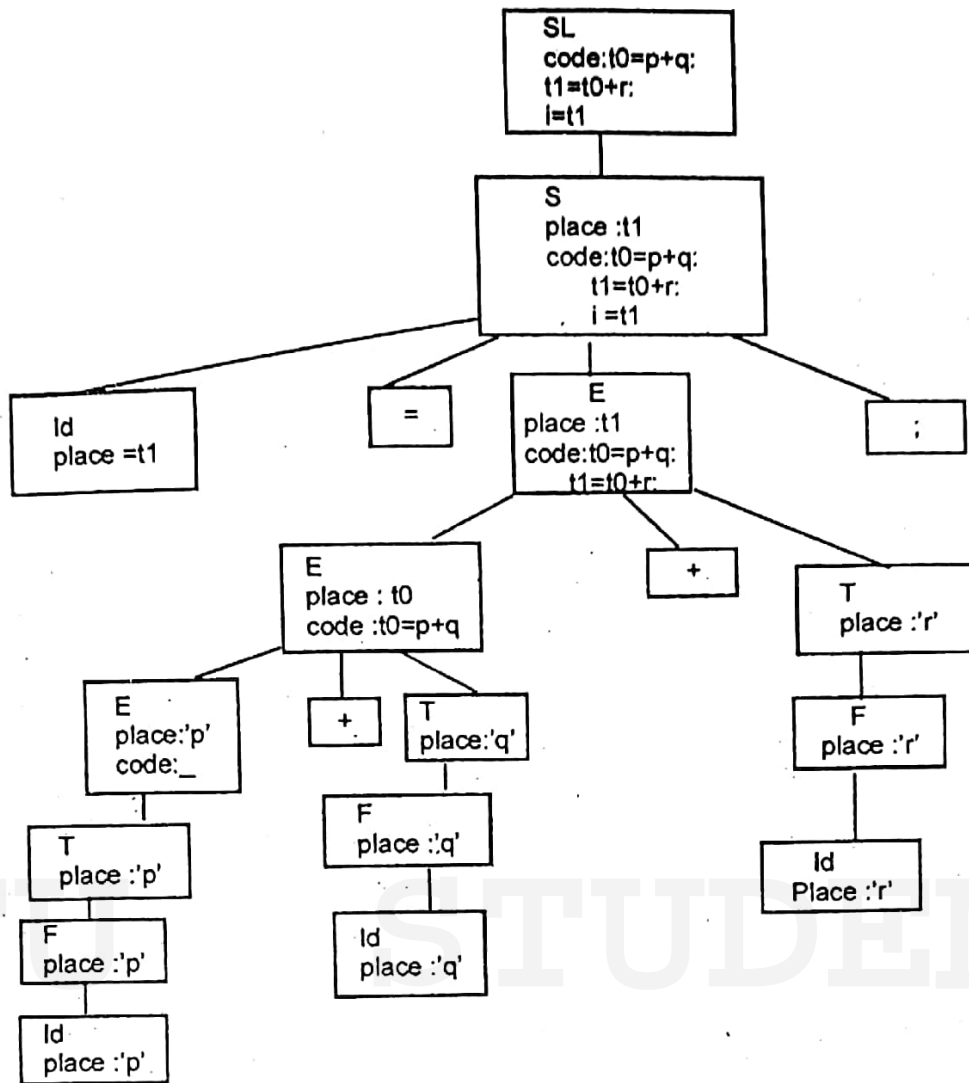 SL
code:t0=p+q:
t1=t0+r:
i=t1
S
place :t1
code:t0=p+q:
t1=t0+r:
i =t1
Id
place =t1
=
E
place :t1
code:t0=p+q:
t1=t0+r:
;
E
place : t0
code :t0=p+q
+
T
place :'r'
E
place:'p'
code:_
+
T
place:'q'
F
place :'r'
T
place :'p'
F
place :'q'
Id
Place :'r'
F
place :'p'
Id
place :'q'
Id
place :'p'
TU STUDEN